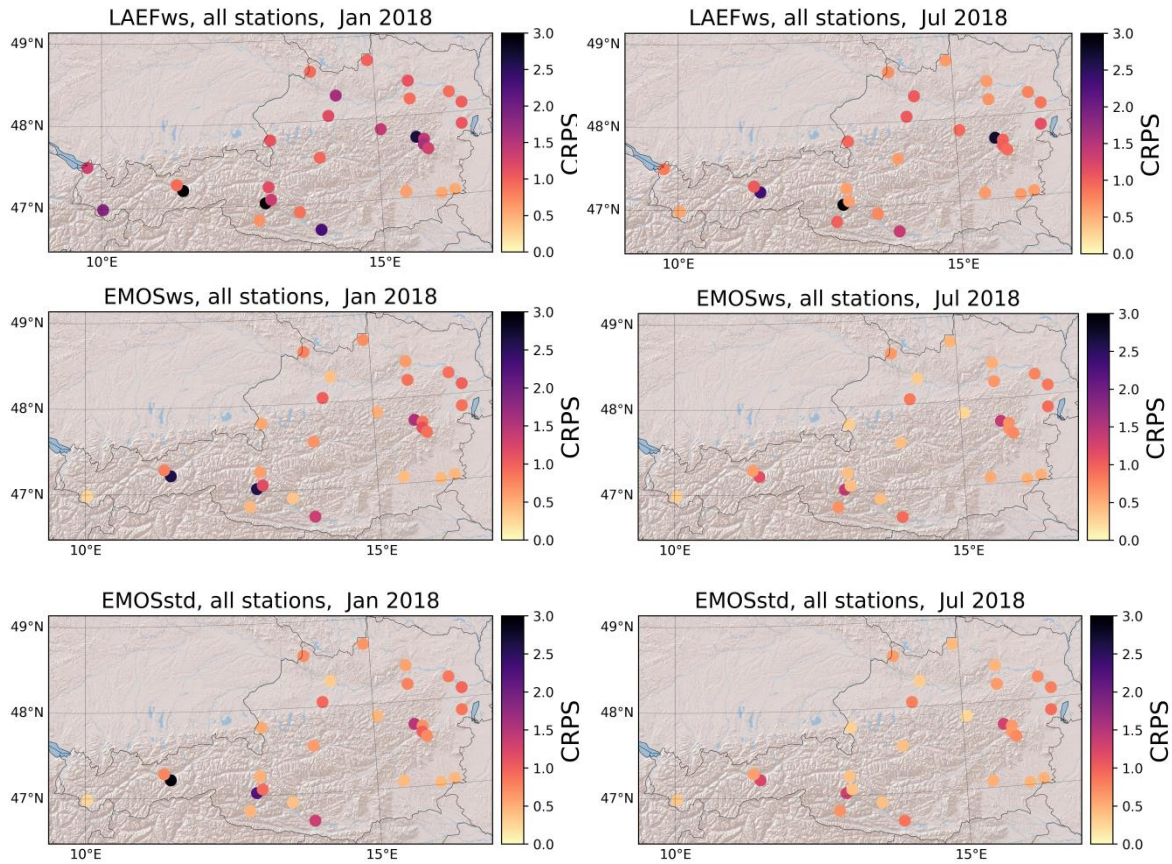 LAEFws, all stations,  Jan 2018
49°N
48°N
47°N
10°E
15°E
3.0
2.5
2.0
1.5
1.0
0.5
0.0
CRPS
LAEFws, all stations,  Jul 2018
49°N
48°N
47°N
10°E
15°E
3.0
2.5
2.0
1.5
1.0
0.5
0.0
CRPS
EMOSws, all stations,  Jan 2018
49°N
48°N
47°N
10°E
15°E
3.0
2.5
2.0
1.5
1.0
0.5
0.0
CRPS
EMOSws, all stations,  Jul 2018
49°N
48°N
47°N
10°E
15°E
3.0
2.5
2.0
1.5
1.0
0.5
0.0
CRPS
EMOSstd, all stations,  Jan 2018
49°N
48°N
47°N
10°E
15°E
3.0
2.5
2.0
1.5
1.0
0.5
0.0
CRPS
EMOSstd, all stations,  Jul 2018
49°N
48°N
47°N
10°E
15°E
3.0
2.5
2.0
1.5
1.0
0.5
0.0
CRPS